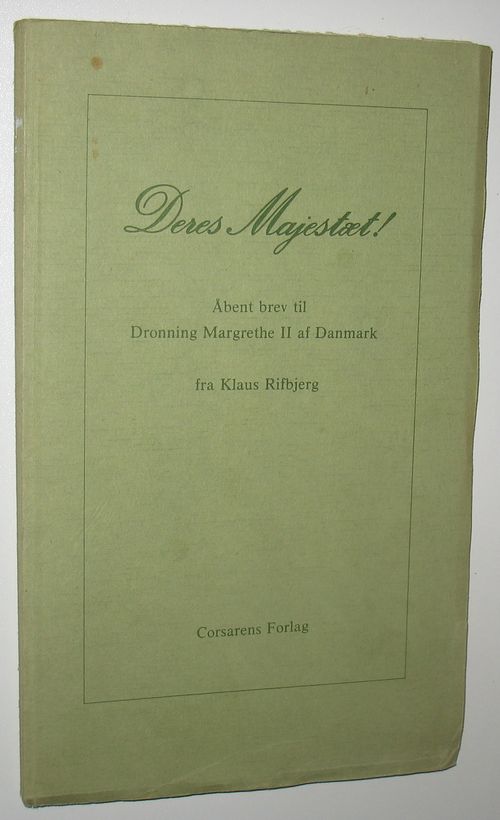 Deres Majestæt!
Åbent brev til
Dronning Margrethe II af Danmark
fra Klaus Rifbjerg
Corsarens Forlag